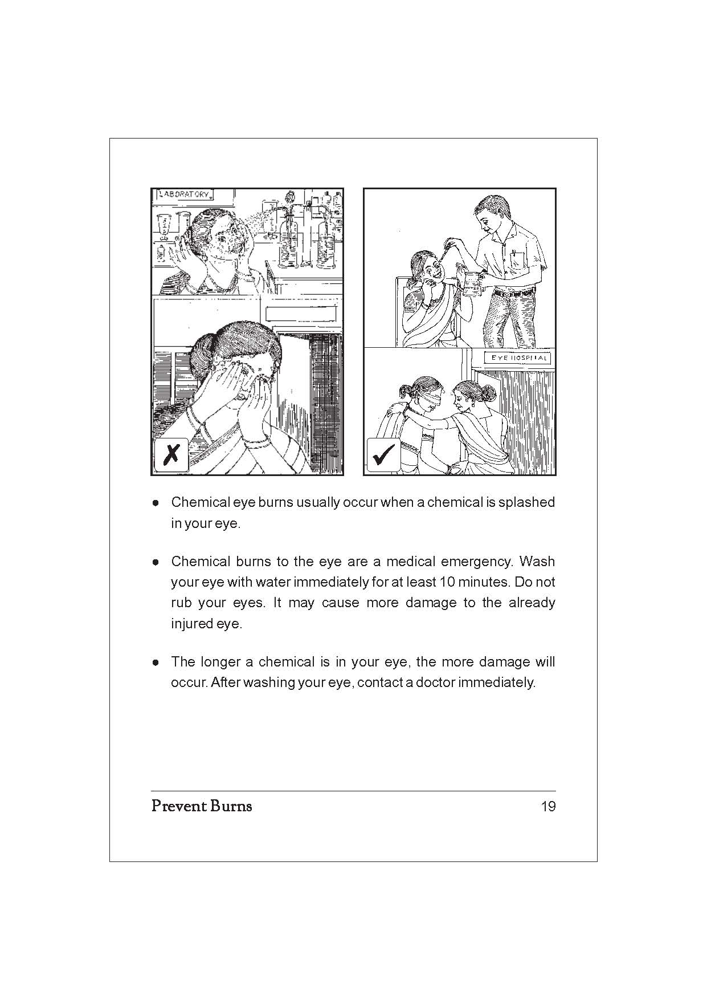 LABORATORY
EYE HOSPITAL
● Chemical eye burns usually occur when a chemical is splashed
in your eye.
● Chemical burns to the eye are a medical emergency. Wash
your eye with water immediately for at least 10 minutes. Do not
rub your eyes. It may cause more damage to the already
injured eye.
● The longer a chemical is in your eye, the more damage will
occur. After washing your eye, contact a doctor immediately.
Prevent Burns 19